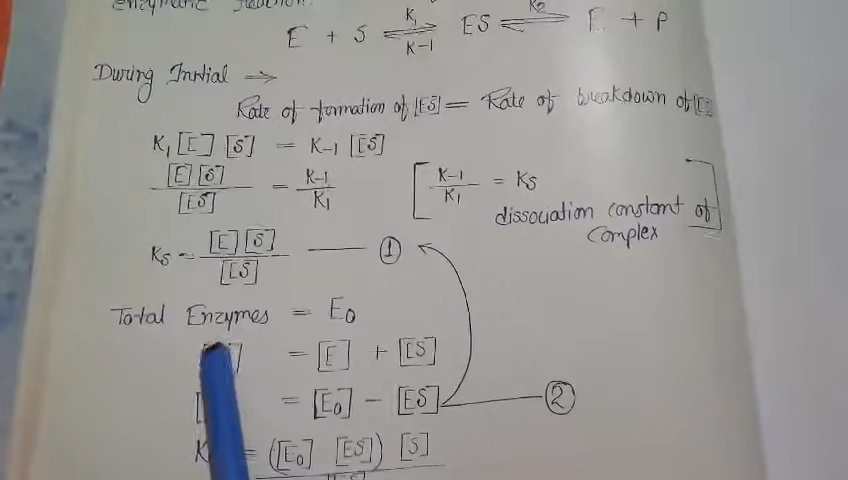 enzymatic reaction.
E + S ⇌ ES ⇌ E + P
K1 K-1 K2
During Initial ⇒
Rate of formation of [ES] = Rate of breakdown of
K1 [E] [S] = K-1 [ES]
[E] [S] / [ES] = K-1 / K1 [ K-1 / K1 = KS
dissociation constant of
complex ]
KS = [E] [S] / [ES] —— ①
Total Enzymes = E0
= [E] + [ES]
= [E0] - [ES] —— ②
= ([E0] [ES]) [S]